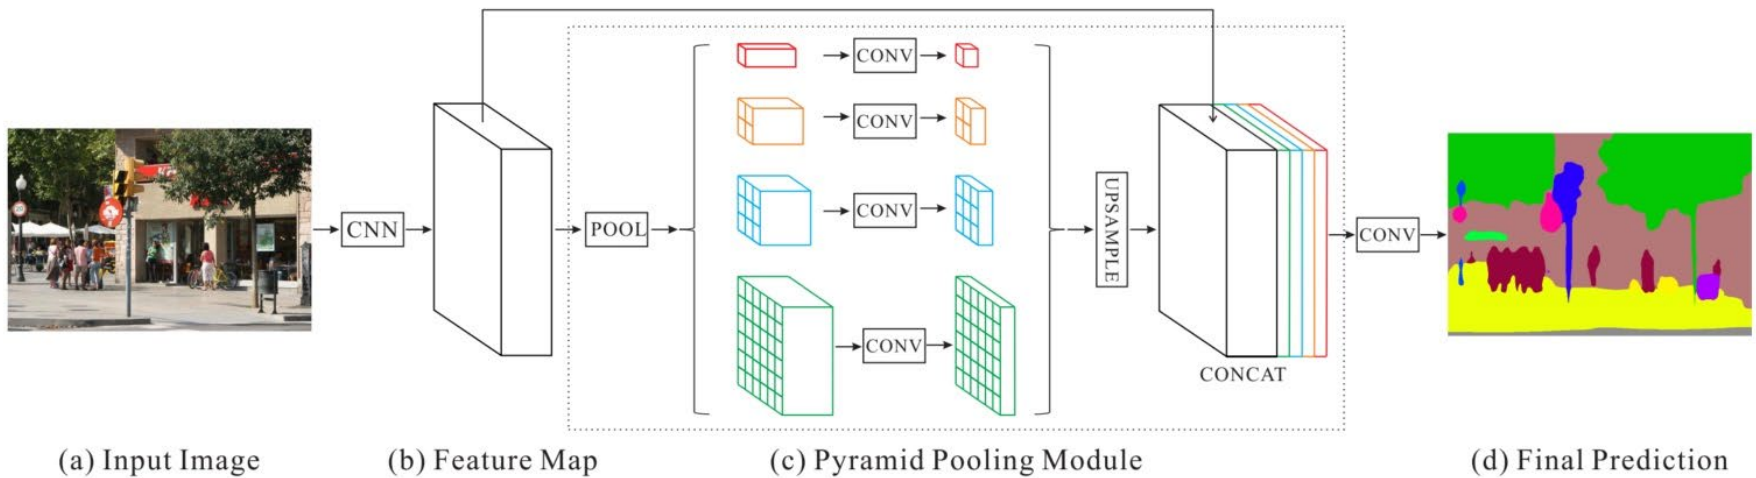 CONV
CONV
CONV
CONV
CNN
POOL
UPSAMPLE
CONV
CONCAT
(a) Input Image
(b) Feature Map
(c) Pyramid Pooling Module
(d) Final Prediction